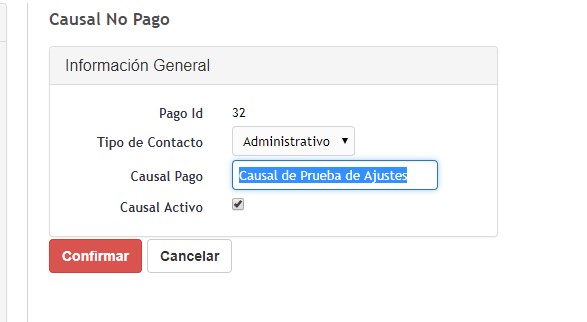 Causal No Pago
Información General
Pago Id 32
Tipo de Contacto Administrativo
Causal Pago Causal de Prueba de Ajustes
Causal Activo
Confirmar Cancelar